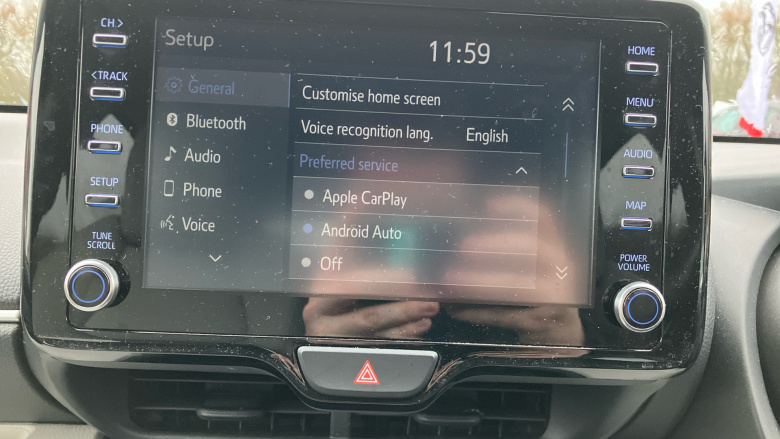 CH >
< TRACK
PHONE
SETUP
TUNE
SCROLL
Setup
11:59
General
Bluetooth
Audio
Phone
Voice
Customise home screen
Voice recognition lang. English
Preferred service
Apple CarPlay
Android Auto
Off
HOME
MENU
AUDIO
MAP
POWER
VOLUME